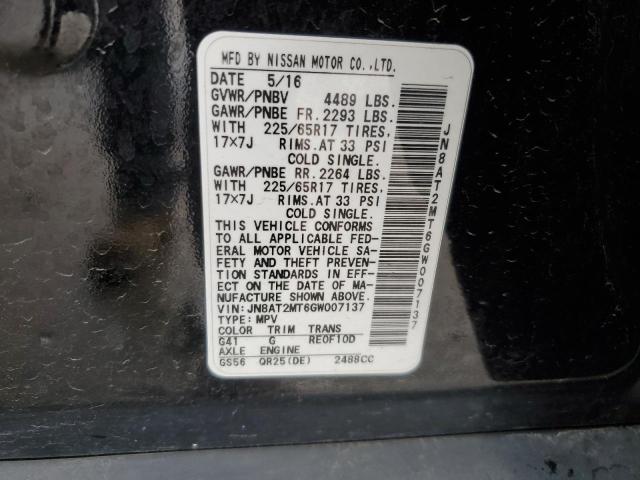 MFD BY NISSAN MOTOR CO.,LTD.
DATE 5/16
GVWR/PNBV 4489 LBS.
GAWR/PNBE FR.2293 LBS.
WITH 225/65R17 TIRES,
17×7J RIMS.AT 33 PSI
COLD SINGLE.
GAWR/PNBE RR.2264 LBS.
WITH 225/65R17 TIRES,
17×7J RIMS.AT 33 PSI
COLD SINGLE.
THIS VEHICLE CONFORMS
TO ALL APPLICABLE FED-
ERAL MOTOR VEHICLE SA-
FETY AND THEFT PREVEN-
TION STANDARDS IN EFF-
ECT ON THE DATE OF MA-
NUFACTURE SHOWN ABOVE.
VIN:JN8AT2MT6GW007137
TYPE:MPV
COLOR TRIM TRANS
G41 G RE0F10D
AXLE ENGINE
GS56 QR25(DE) 2488CC
JN8AT2MT6GW007137